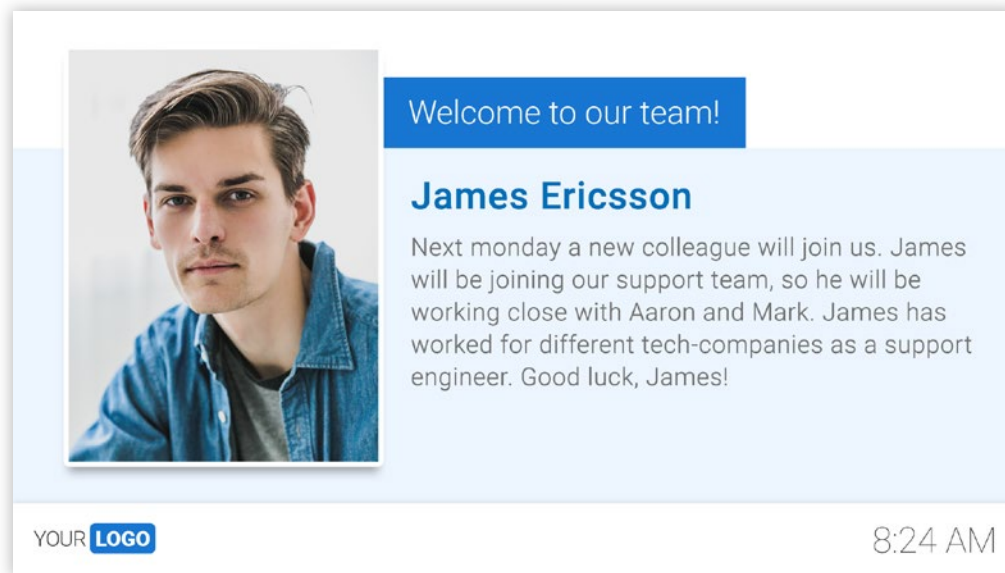 Welcome to our team!
James Ericsson
Next monday a new colleague will join us. James
will be joining our support team, so he will be
working close with Aaron and Mark. James has
worked for different tech-companies as a support
engineer. Good luck, James!
YOUR LOGO
8:24 AM